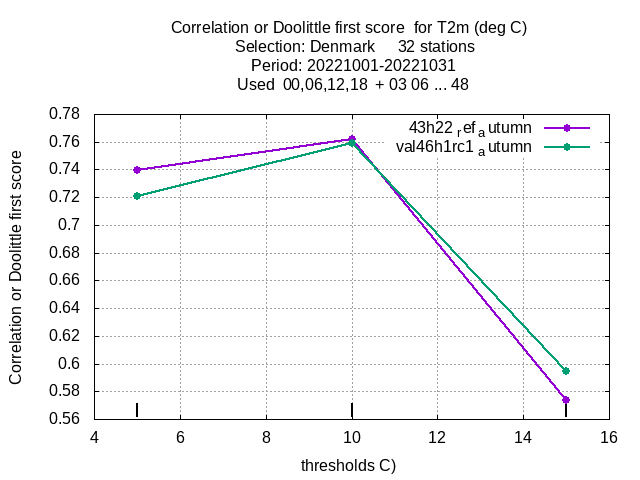 Correlation or Doolittle first score  for T2m (deg C)
Selection: Denmark     32 stations
Period: 20221001-20221031
Used  00,06,12,18  + 03 06 ... 48
43h22 ref a utumn
val46h1rc1 a utumn
Correlation or Doolittle first score
0.78
0.76
0.74
0.72
0.7
0.68
0.66
0.64
0.62
0.6
0.58
0.56
4 6 8 10 12 14 16
thresholds C)